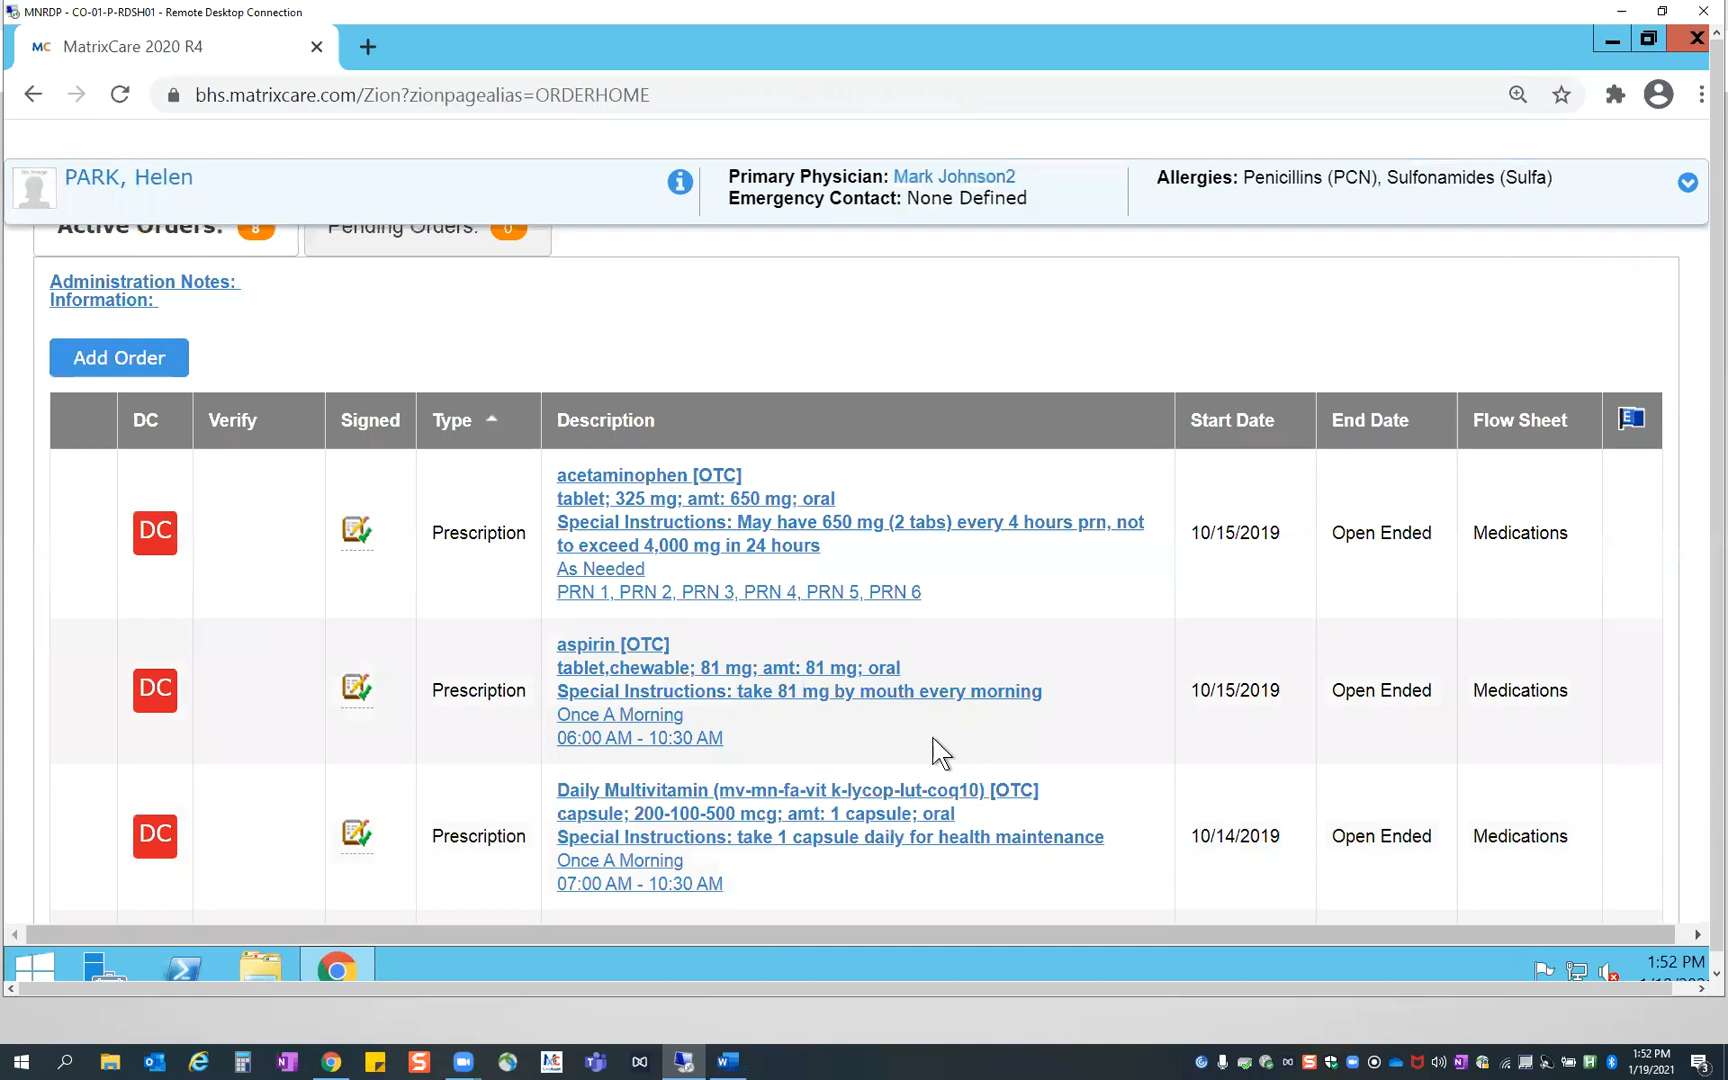 MNRDP - CO-01-P-RDSH01 - Remote Desktop Connection
MC MatrixCare 2020 R4
bhs.matrixcare.com/Zion?zionpagealias=ORDERHOME
PARK, Helen
Primary Physician: Mark Johnson2
Emergency Contact: None Defined
Allergies: Penicillins (PCN), Sulfonamides (Sulfa)
Active Orders: 8
Pending Orders: 0
Administration Notes:
Information:
Add Order
DC Verify Signed Type Description Start Date End Date Flow Sheet E
acetaminophen [OTC]
tablet; 325 mg; amt: 650 mg; oral
Special Instructions: May have 650 mg (2 tabs) every 4 hours prn, not
to exceed 4,000 mg in 24 hours
As Needed
PRN 1, PRN 2, PRN 3, PRN 4, PRN 5, PRN 6
DC Prescription 10/15/2019 Open Ended Medications
aspirin [OTC]
tablet,chewable; 81 mg; amt: 81 mg; oral
Special Instructions: take 81 mg by mouth every morning
Once A Morning
06:00 AM - 10:30 AM
DC Prescription 10/15/2019 Open Ended Medications
Daily Multivitamin (mv-mn-fa-vit k-lycop-lut-coq10) [OTC]
capsule; 200-100-500 mcg; amt: 1 capsule; oral
Special Instructions: take 1 capsule daily for health maintenance
Once A Morning
07:00 AM - 10:30 AM
DC Prescription 10/14/2019 Open Ended Medications
1:52 PM
1:52 PM
1/19/2021